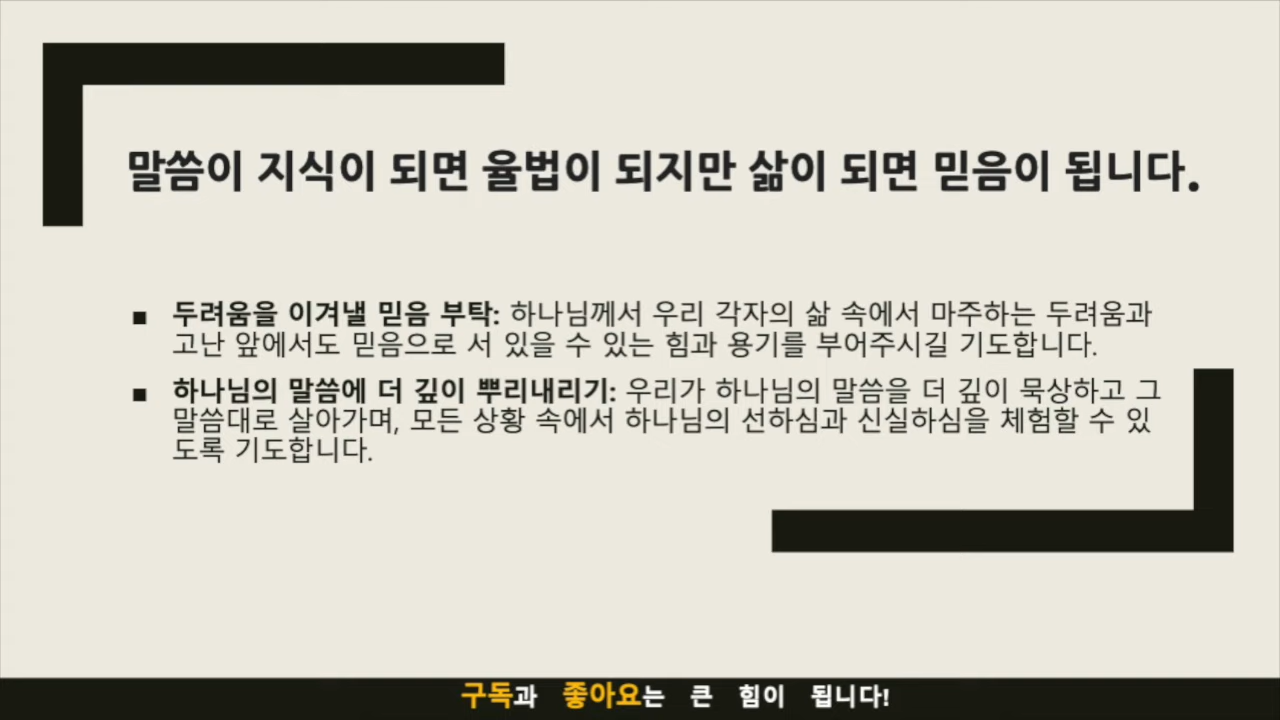 말씀이 지식이 되면 율법이 되지만 삶이 되면 믿음이 됩니다.
▪ 두려움을 이겨낼 믿음 부탁: 하나님께서 우리 각자의 삶 속에서 마주하는 두려움과
고난 앞에서도 믿음으로 서 있을 수 있는 힘과 용기를 부어주시길 기도합니다.
▪ 하나님의 말씀에 더 깊이 뿌리내리기: 우리가 하나님의 말씀을 더 깊이 묵상하고 그
말씀대로 살아가며, 모든 상황 속에서 하나님의 선하심과 신실하심을 체험할 수 있
도록 기도합니다.
구독과 좋아요는 큰 힘이 됩니다!